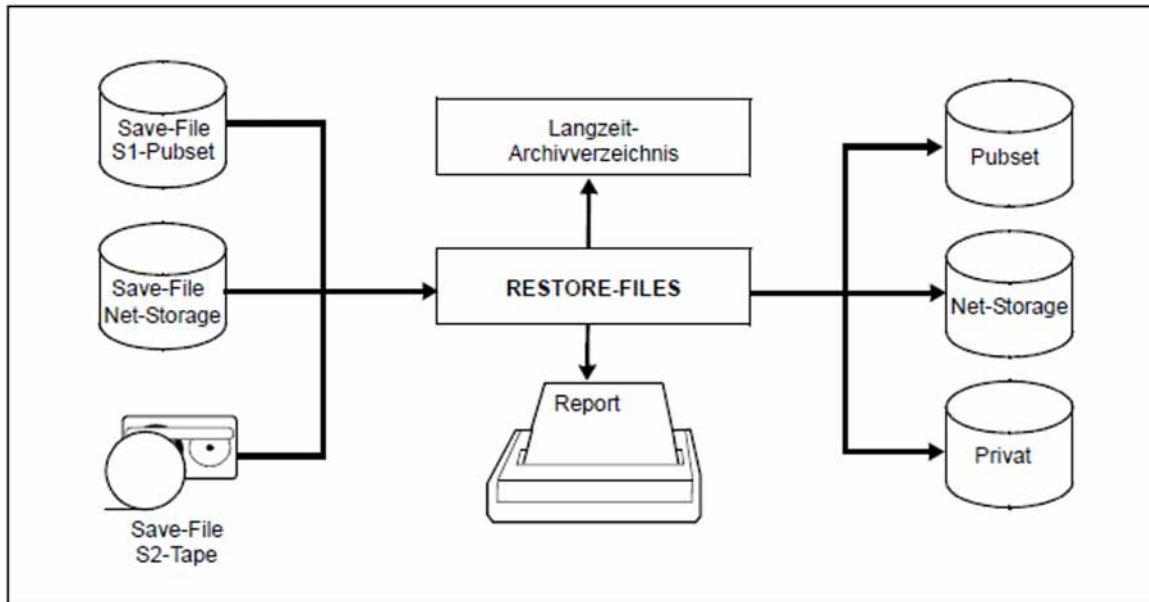 Save-File
S1-Pubset
Save-File
Net-Storage
Save-File
S2-Tape
Langzeit-
Archivverzeichnis
RESTORE-FILES
Report
Pubset
Net-Storage
Privat